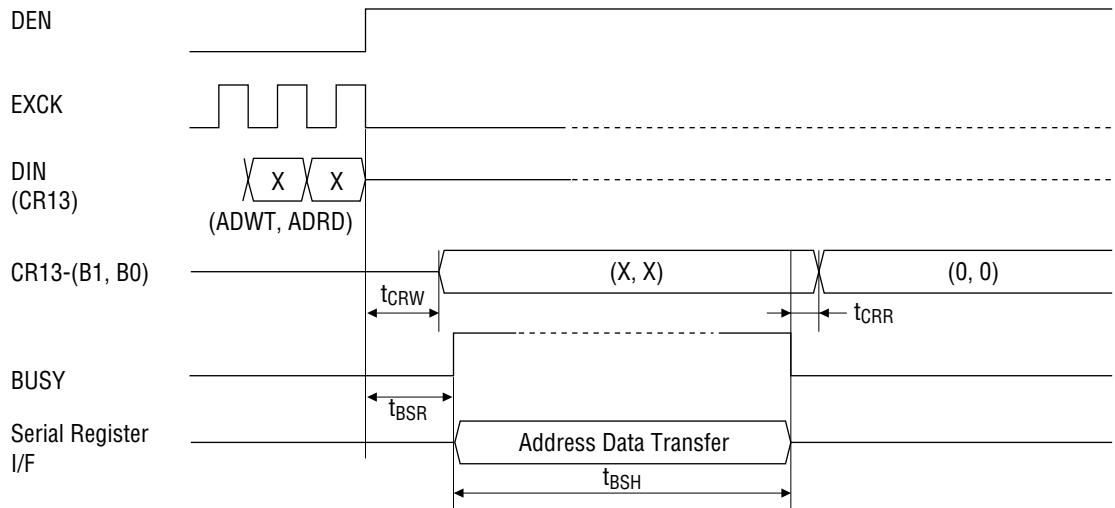 DEN
EXCK
DIN
(CR13)
X X
(ADWT, ADRD)
CR13-(B1, B0)
(X, X) (0, 0)
tCRW
tCRR
BUSY
tBSR
Serial Register
I/F
Address Data Transfer
tBSH